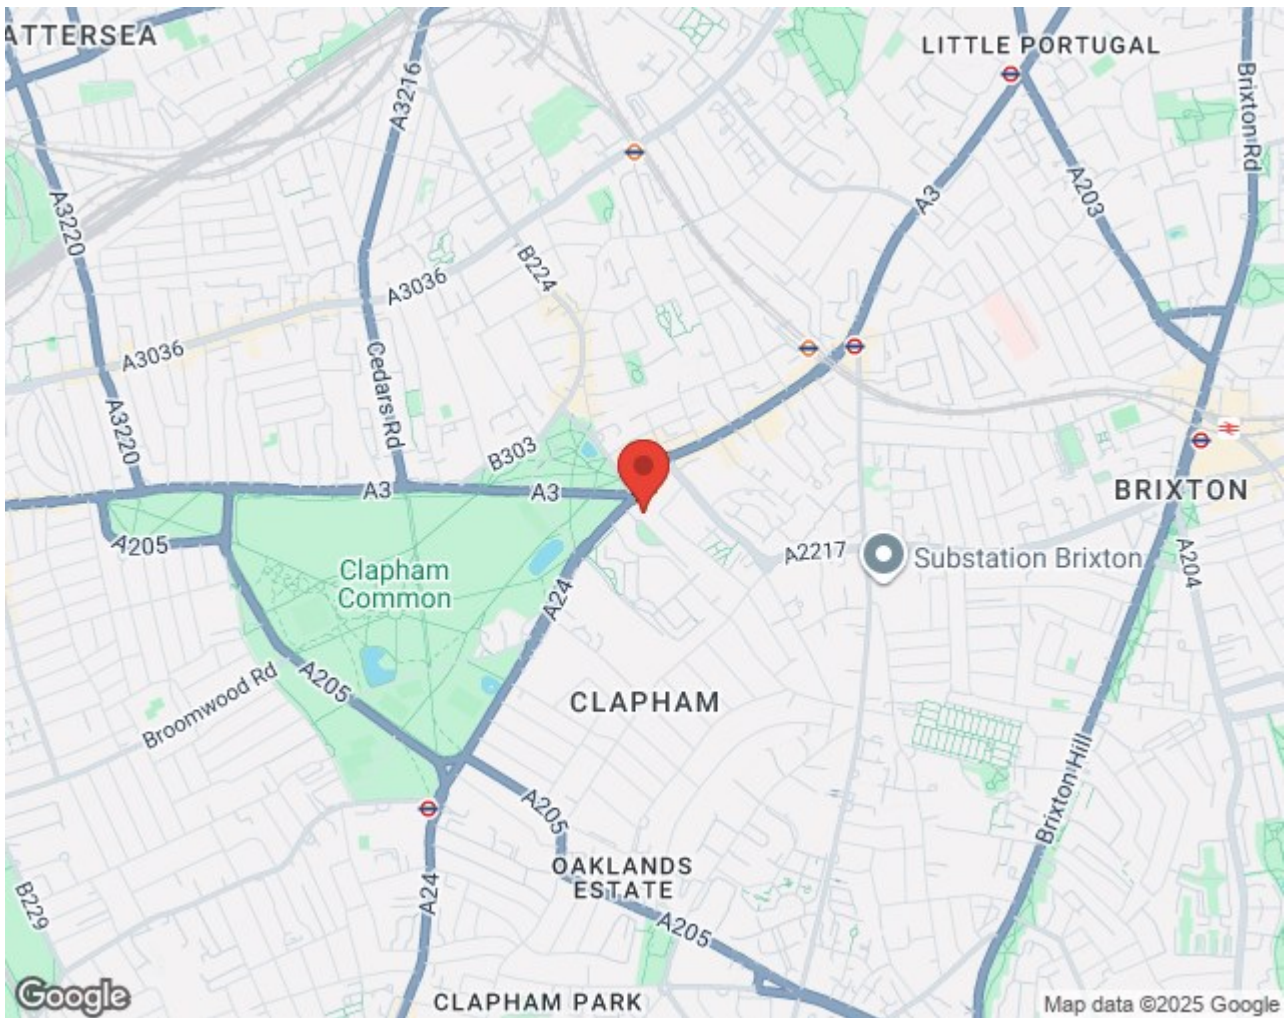 ATTERSEA
LITTLE PORTUGAL
A3216
Brixton Rd
A3220
A3
A203
B224
A3036
A3036
Cedars Rd
A3220
B303
A3
A3
BRIXTON
A205
A2217
Substation Brixton
A204
Clapham
Common
A24
Broomwood Rd
A205
CLAPHAM
Brixton Hill
A205
OAKLANDS
ESTATE
B229
A24
A205
Google
CLAPHAM PARK
Map data ©2025 Google